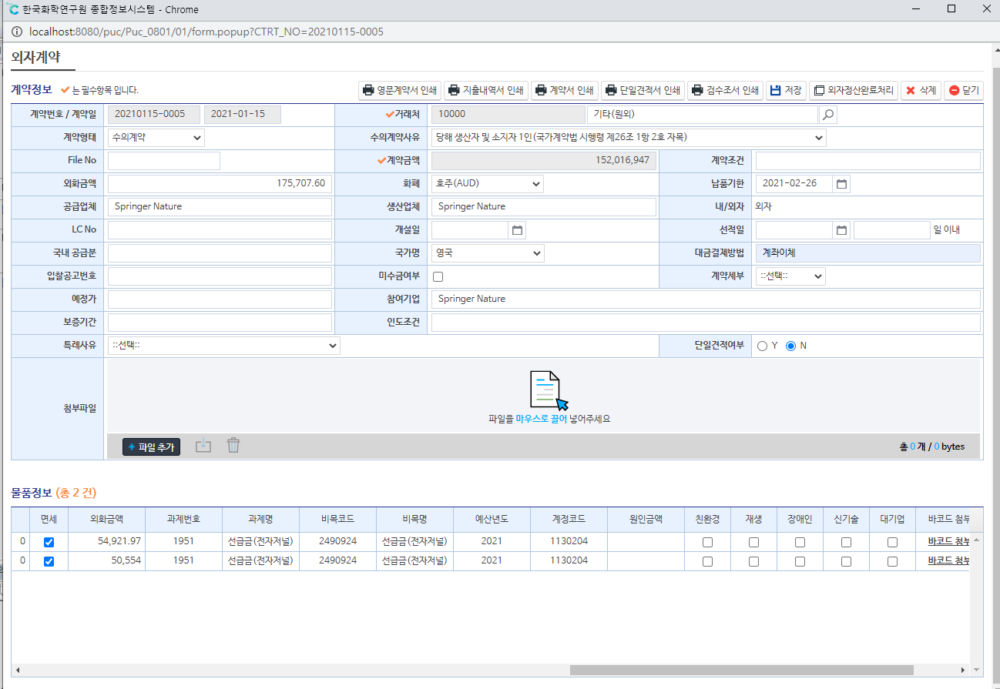 한국화학연구원 종합정보시스템 - Chrome
localhost:8080/puc/Puc_0801/01/form.popup?CTRT_NO=20210115-0005
외자계약
계약정보 는 필수항목 입니다. 영문계약서 인쇄 지출내역서 인쇄 계약서 인쇄 단일견적서 인쇄 검수조서 인쇄 저장 외자정산완료처리 삭제 닫기
계약번호 / 계약일 20210115-0005 2021-01-15 거래처 10000 기타(원외)
계약형태 수의계약 수의계약사유 당해 생산자 및 소지자 1인(국가계약법 시행령 제26조 1항 2호 자목)
File No 계약금액 152,016,947 계약조건
외화금액 175,707.60 화폐 호주(AUD) 납품기한 2021-02-26
공급업체 Springer Nature 생산업체 Springer Nature 내/외자 외자
LC No 개설일 선적일 일 이내
국내 공급분 국가명 영국 대금결제방법 계좌이체
입찰공고번호 미수금여부 계약세부 ::선택::
예정가 참여기업 Springer Nature
보증기간 인도조건
특례사유 ::선택:: 단일견적여부 Y N
첨부파일
파일을 마우스로 끌어 넣어주세요
+ 파일 추가 총 0 개 / 0 bytes
물품정보 (총 2 건)
면세 외화금액 과제번호 과제명 비목코드 비목명 예산년도 계정코드 원인금액 친환경 재생 장애인 신기술 대기업 바코드 첨부
0 54,921.97 1951 선급금(전자저널) 2490924 선급금(전자저널) 2021 1130204 바코드 첨부
0 50,554 1951 선급금(전자저널) 2490924 선급금(전자저널) 2021 1130204 바코드 첨부